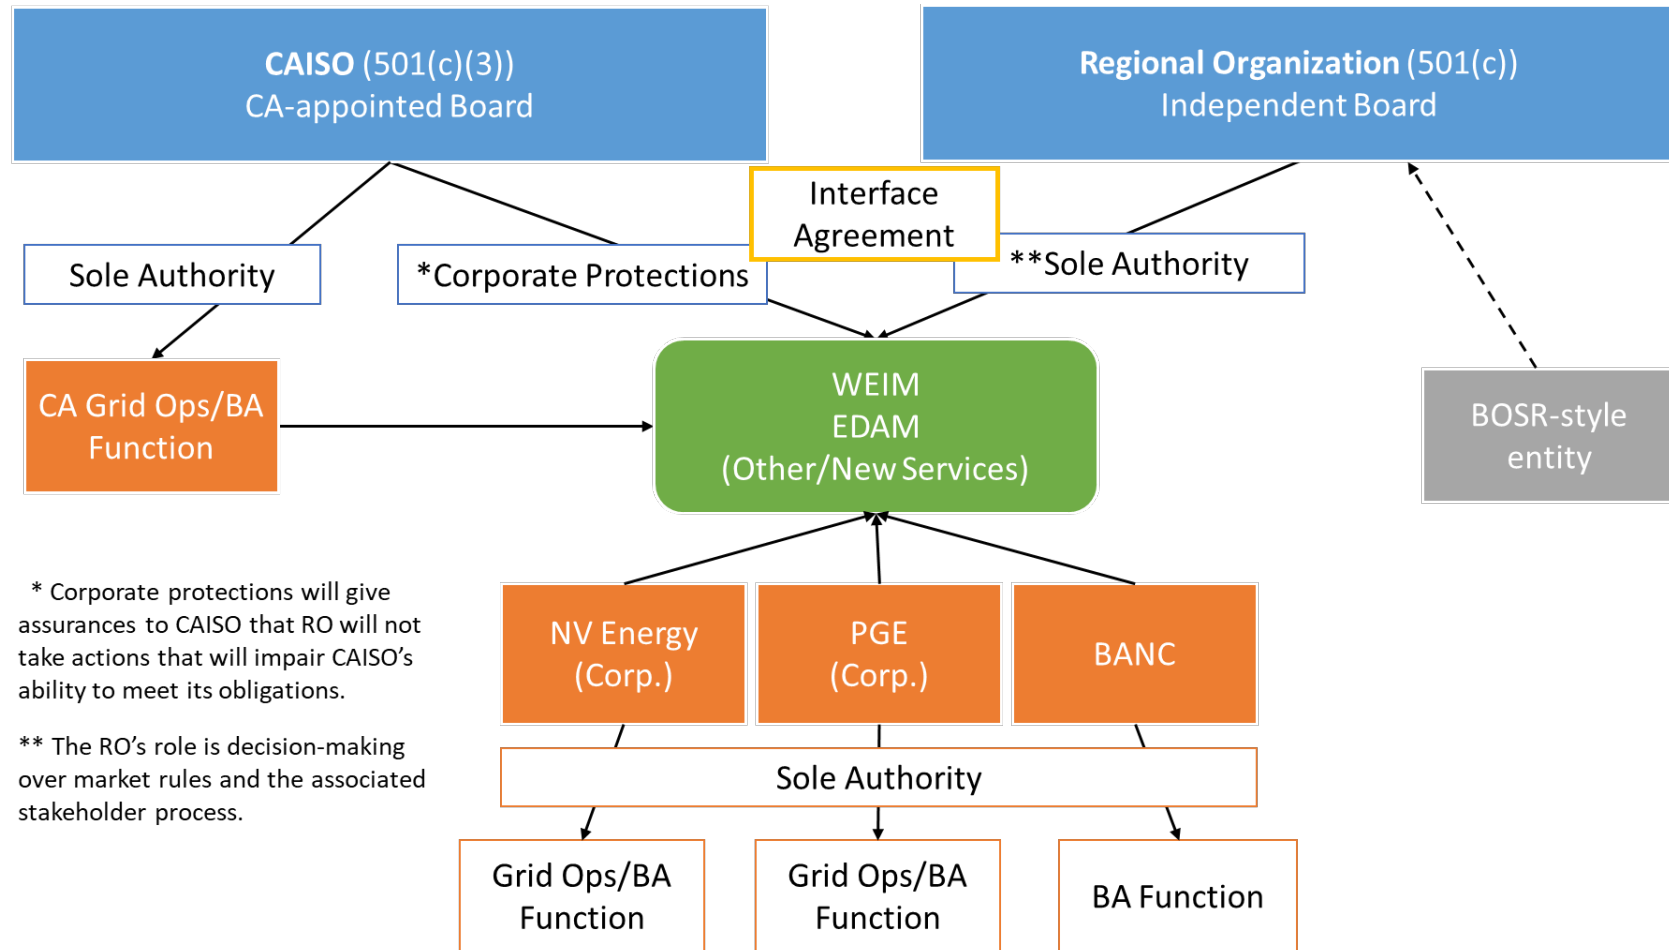 CAISO (501(c)(3))
CA-appointed Board
Regional Organization (501(c))
Independent Board
Interface
Agreement
Sole Authority
*Corporate Protections
**Sole Authority
CA Grid Ops/BA
Function
WEIM
EDAM
(Other/New Services)
BOSR-style
entity
* Corporate protections will give
assurances to CAISO that RO will not
take actions that will impair CAISO’s
ability to meet its obligations.
** The RO’s role is decision-making
over market rules and the associated
stakeholder process.
NV Energy
(Corp.)
PGE
(Corp.)
BANC
Sole Authority
Grid Ops/BA
Function
Grid Ops/BA
Function
BA Function